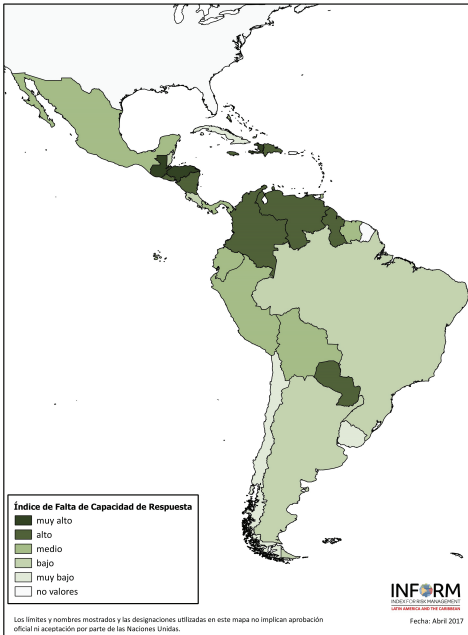 Índice de Falta de Capacidad de Respuesta
muy alto
alto
medio
bajo
muy bajo
no valores
INFORM
INDEX FOR RISK MANAGEMENT
LATIN AMERICA AND THE CARIBBEAN
Los límites y nombres mostrados y las designaciones utilizadas en este mapa no implican aprobación
oficial ni aceptación por parte de las Naciones Unidas.
Fecha: Abril 2017